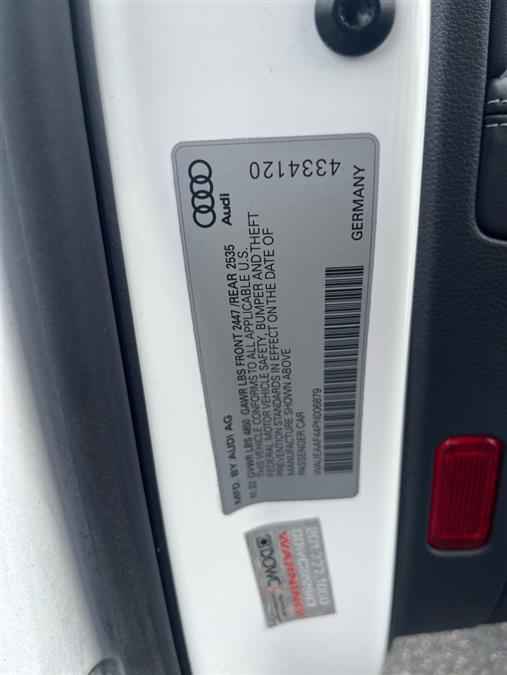 Audi
4334120
MFD. BY AUDI AG
10.22 GVWR LBS 4850 GAWR LBS FRONT 2447 /REAR 2535
THIS VEHICLE CONFORMS TO ALL APPLICABLE U.S.
FEDERAL MOTOR VEHICLE SAFETY, BUMPER AND THEFT
PREVENTION STANDARDS IN EFFECT ON THE DATE OF
MANUFACTURE SHOWN ABOVE
PASSENGER CAR
WAUEAAF44PN006879
GERMANY
DOWC
WARNING!